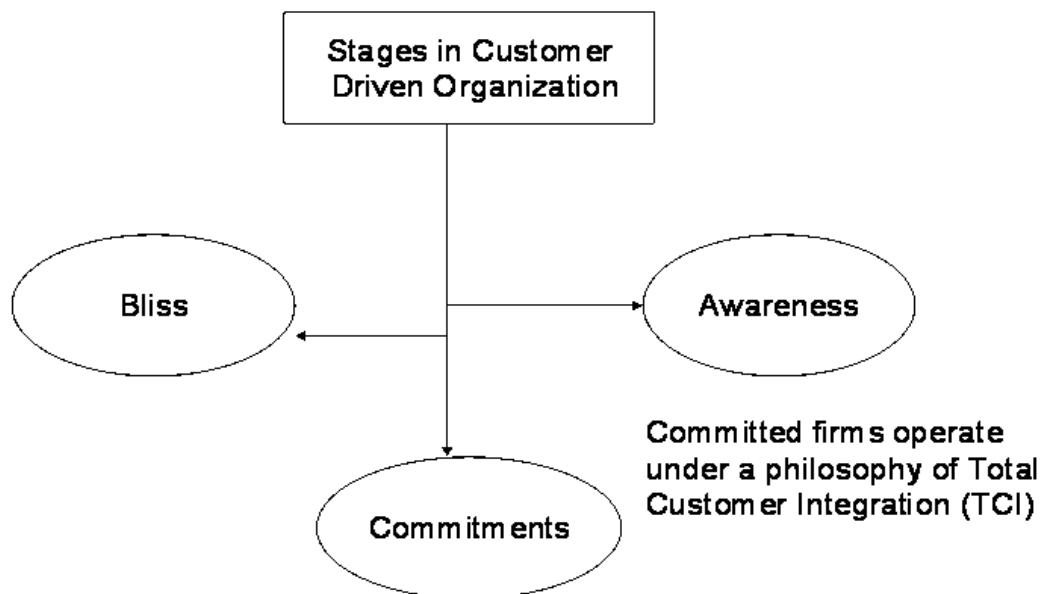 Stages in Customer
Driven Organization
Bliss
Awareness
Committed firms operate
under a philosophy of Total
Customer Integration (TCI)
Commitments